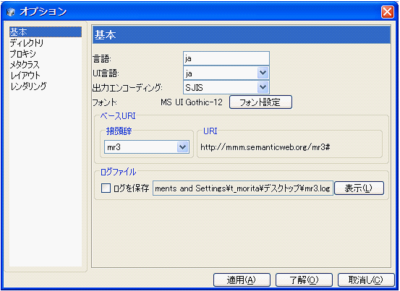 オプション
基本
ディレクトリ
プロキシ
メタクラス
レイアウト
レンダリング
基本
言語: ja
UI言語: ja
出力エンコーディング: SJIS
フォント: MS UI Gothic-12 フォント設定
ベースURI
接頭辞 URI
mr3 http://mmm.semanticweb.org/mr3#
ログファイル
ログを保存 ments and Settings¥t_morita¥デスクトップ¥mr3.log 表示(L)
適用(A) 了解(O) 取消し(C)